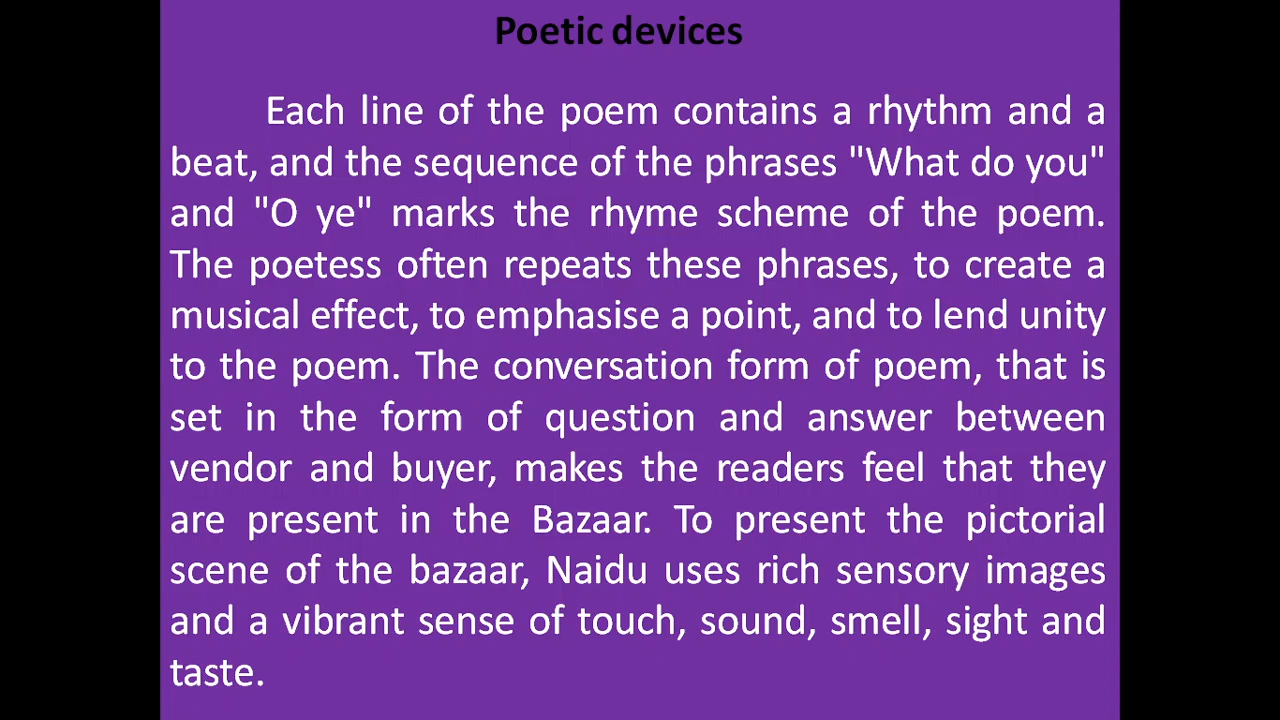 Poetic devices
Each line of the poem contains a rhythm and a
beat, and the sequence of the phrases "What do you"
and "O ye" marks the rhyme scheme of the poem.
The poetess often repeats these phrases, to create a
musical effect, to emphasise a point, and to lend unity
to the poem. The conversation form of poem, that is
set in the form of question and answer between
vendor and buyer, makes the readers feel that they
are present in the Bazaar. To present the pictorial
scene of the bazaar, Naidu uses rich sensory images
and a vibrant sense of touch, sound, smell, sight and
taste.